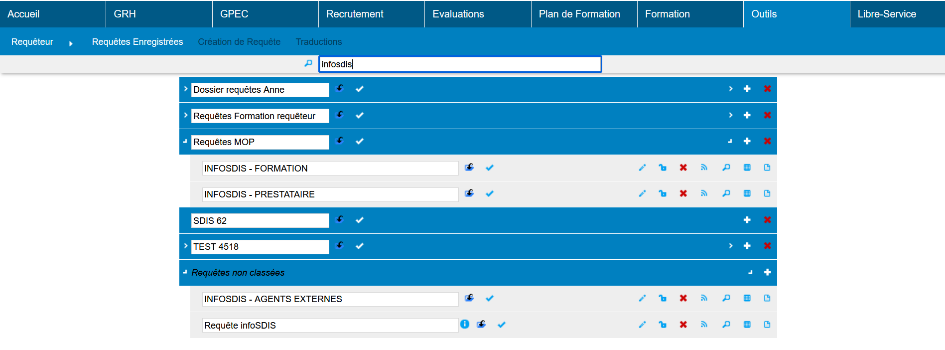 Accueil GRH GPEC Recrutement Evaluations Plan de Formation Formation Outils Libre-Service
Requêteur Requêtes Enregistrées Création de Requête Traductions
infosdis
Dossier requêtes Anne
Requêtes Formation requêteur
Requêtes MOP
INFOSDIS - FORMATION
INFOSDIS - PRESTATAIRE
SDIS 62
TEST 4518
Requêtes non classées
INFOSDIS - AGENTS EXTERNES
Requête infoSDIS